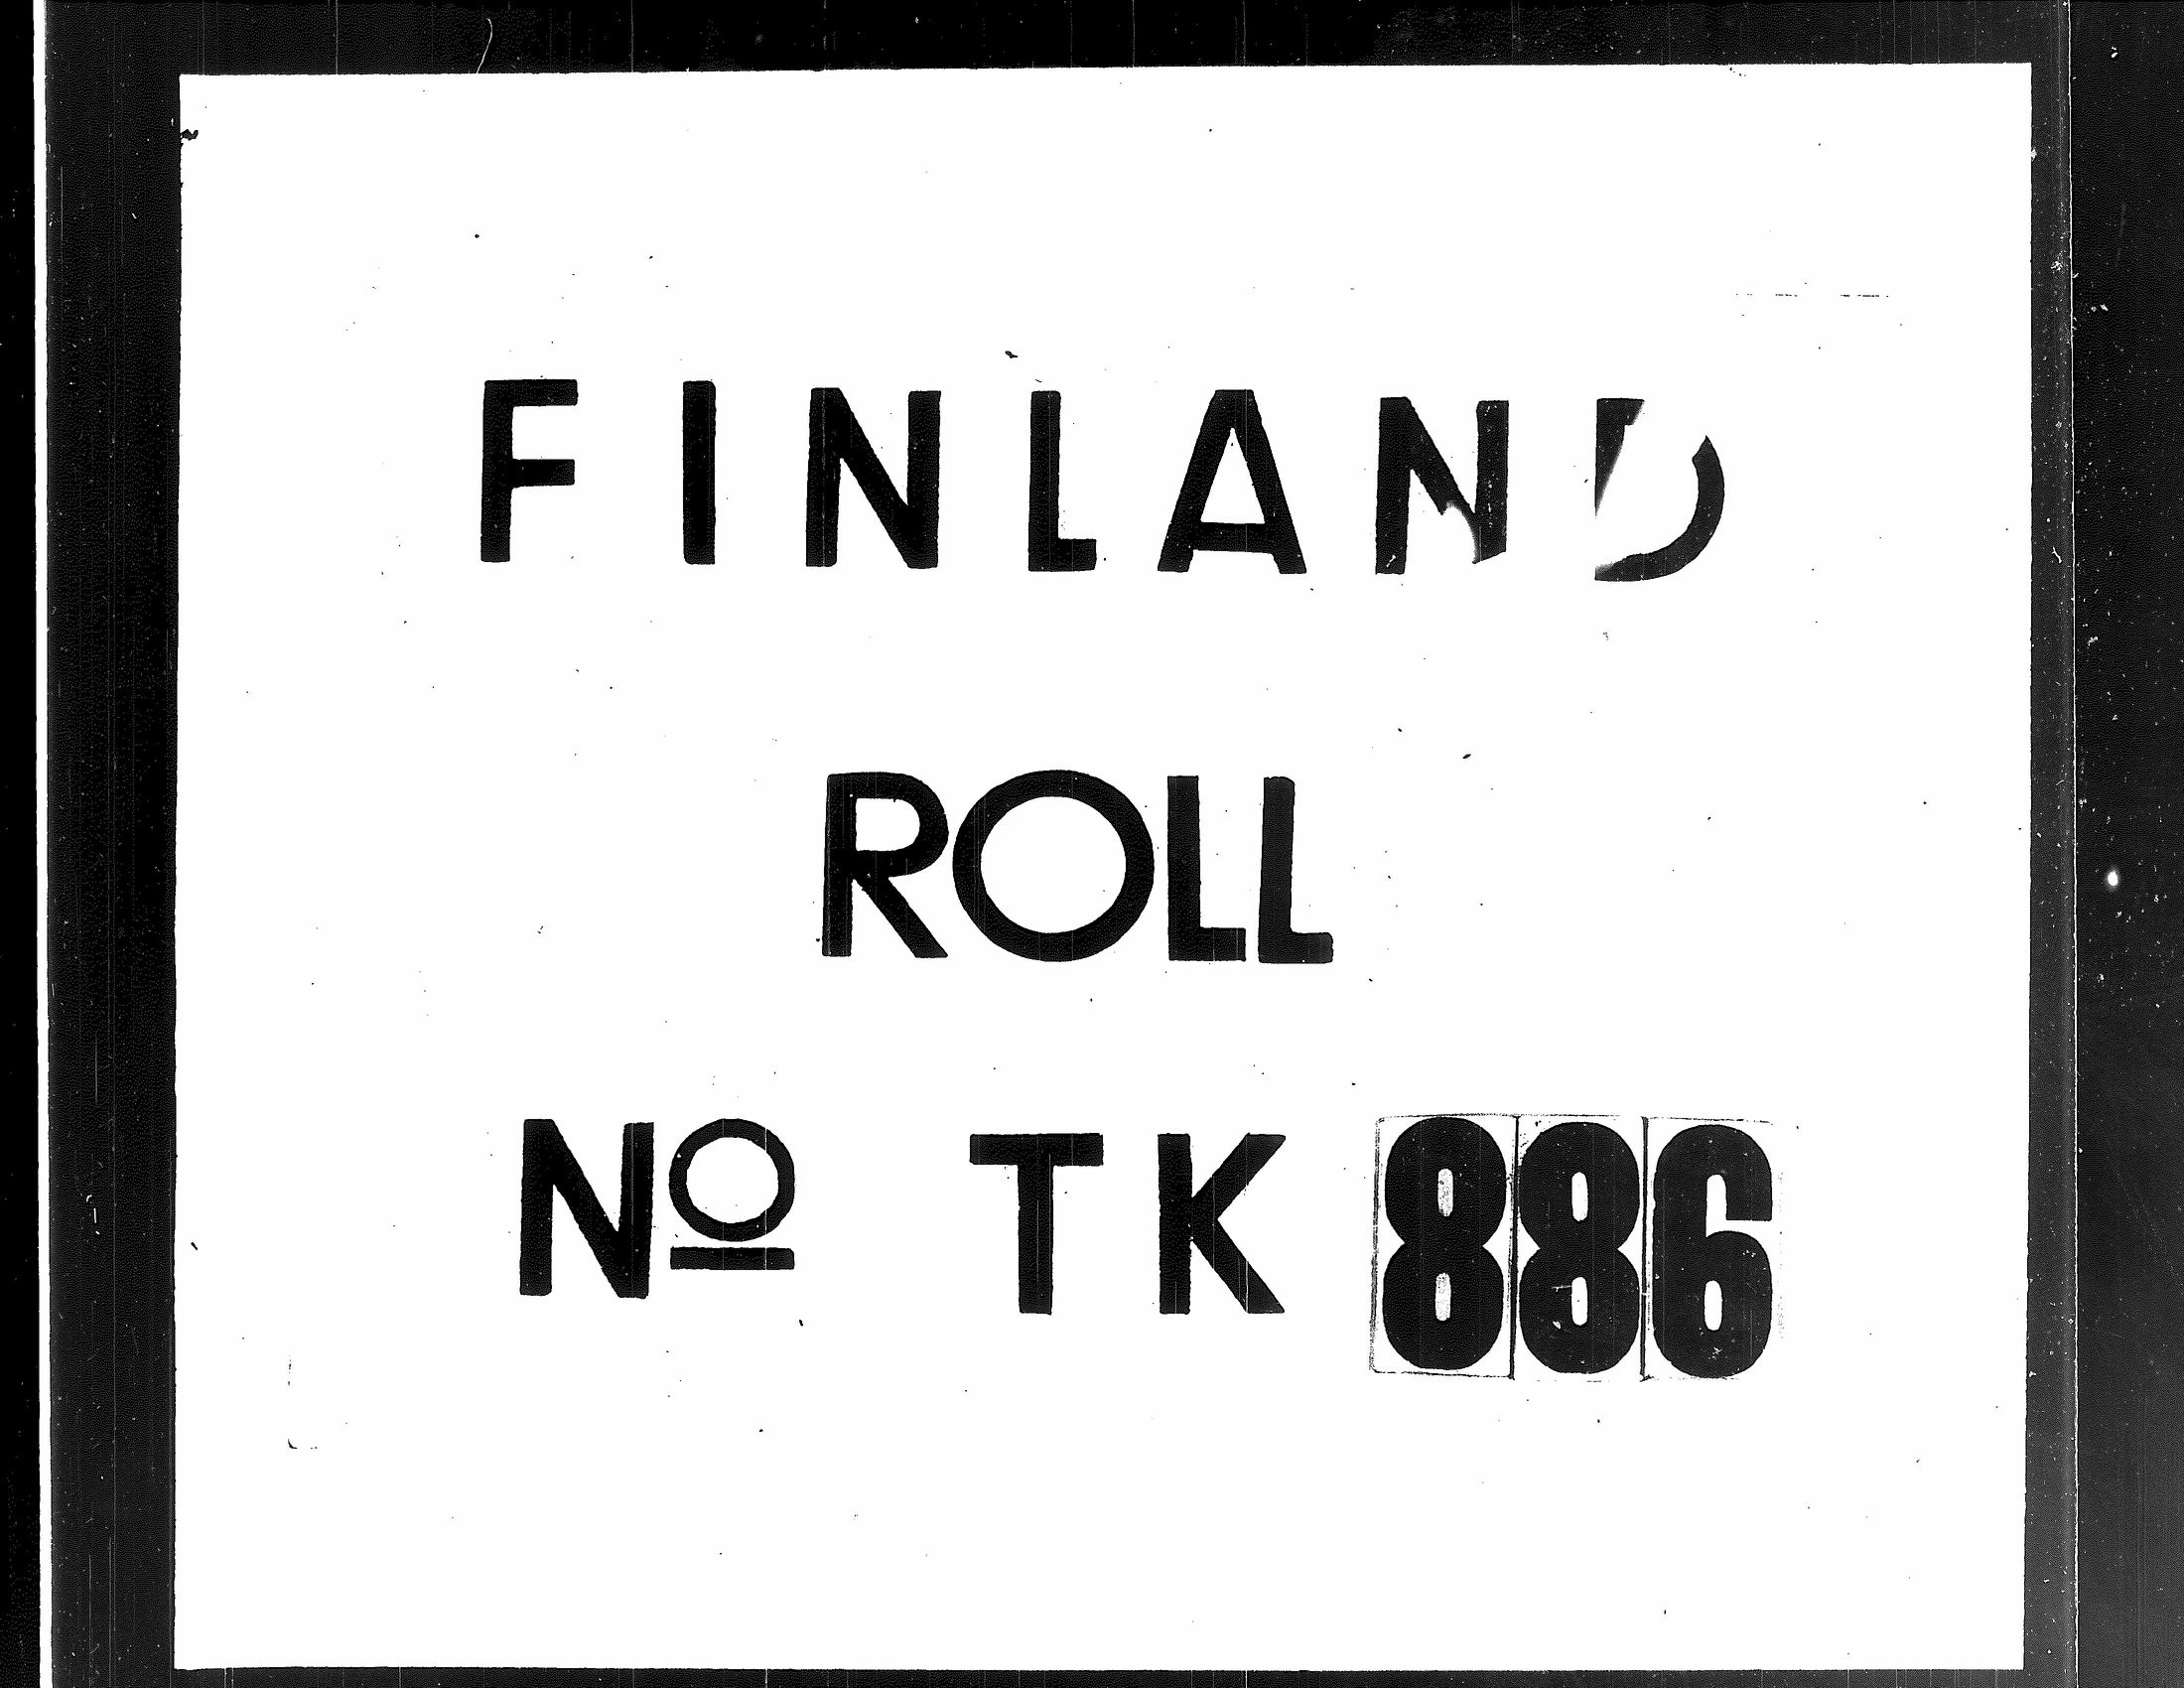 FINLAND
ROLL
Nº TK 886